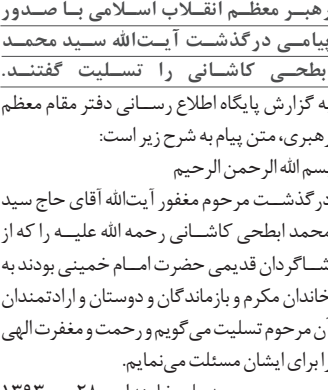 رهبر معظم انقلاب اسلامی با صدور
پیامی درگذشت آیت‌الله سید محمد
ابطحی کاشانی را تسلیت گفتند.
به گزارش پایگاه اطلاع رسانی دفتر مقام معظم
رهبری، متن پیام به شرح زیر است:
بسم الله الرحمن الرحیم
درگذشت مرحوم مغفور آیت‌الله آقای حاج سید
محمد ابطحی کاشانی رحمه الله علیه را که از
شاگردان قدیمی حضرت امام خمینی بودند به
خاندان مکرم و بازماندگان و دوستان و ارادتمندان
آن مرحوم تسلیت می‌گویم و رحمت و مغفرت الهی
را برای ایشان مسئلت می‌نمایم.